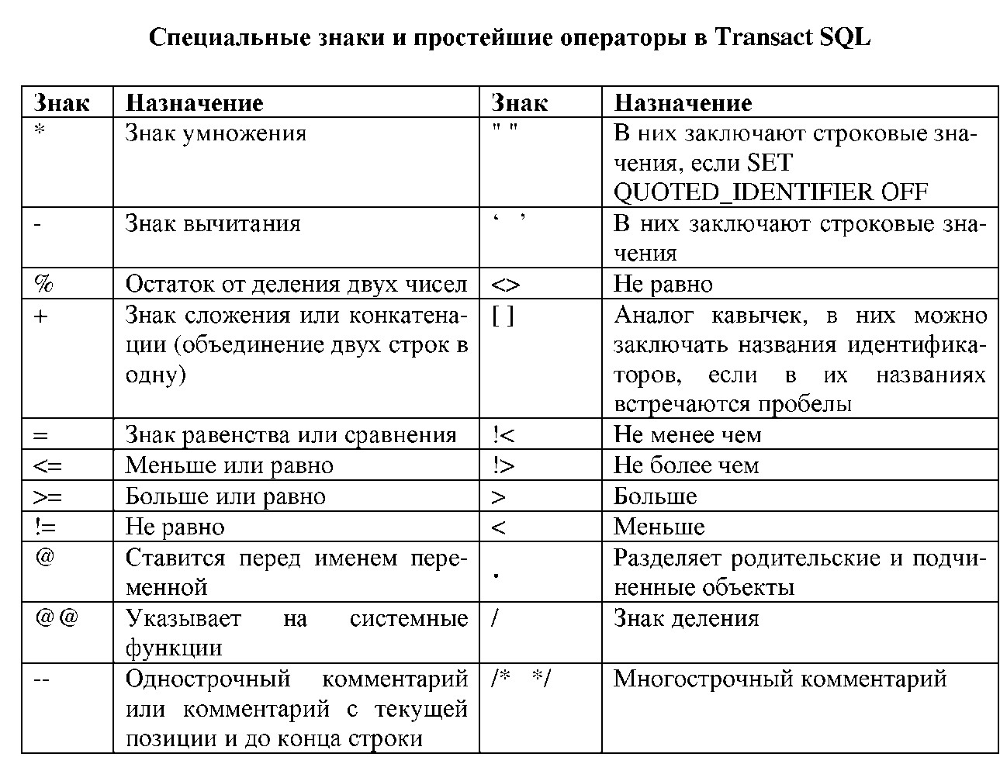 Специальные знаки и простейшие операторы в Transact SQL
Знак Назначение Знак Назначение
* Знак умножения " " В них заключают строковые зна-
чения, если SET
QUOTED_IDENTIFIER OFF
- Знак вычитания ‘ ’ В них заключают строковые зна-
чения
% Остаток от деления двух чисел <> Не равно
+ Знак сложения или конкатена-
ции (объединение двух строк в
одну)
[ ] Аналог кавычек, в них можно
заключать названия идентифика-
торов, если в их названиях
встречаются пробелы
= Знак равенства или сравнения !< Не менее чем
<= Меньше или равно !> Не более чем
>= Больше или равно > Больше
!= Не равно < Меньше
@ Ставится перед именем пере-
менной
. Разделяет родительские и подчи-
ненные объекты
@@ Указывает на системные
функции
/ Знак деления
-- Однострочный комментарий
или комментарий с текущей
позиции и до конца строки
/* */ Многострочный комментарий